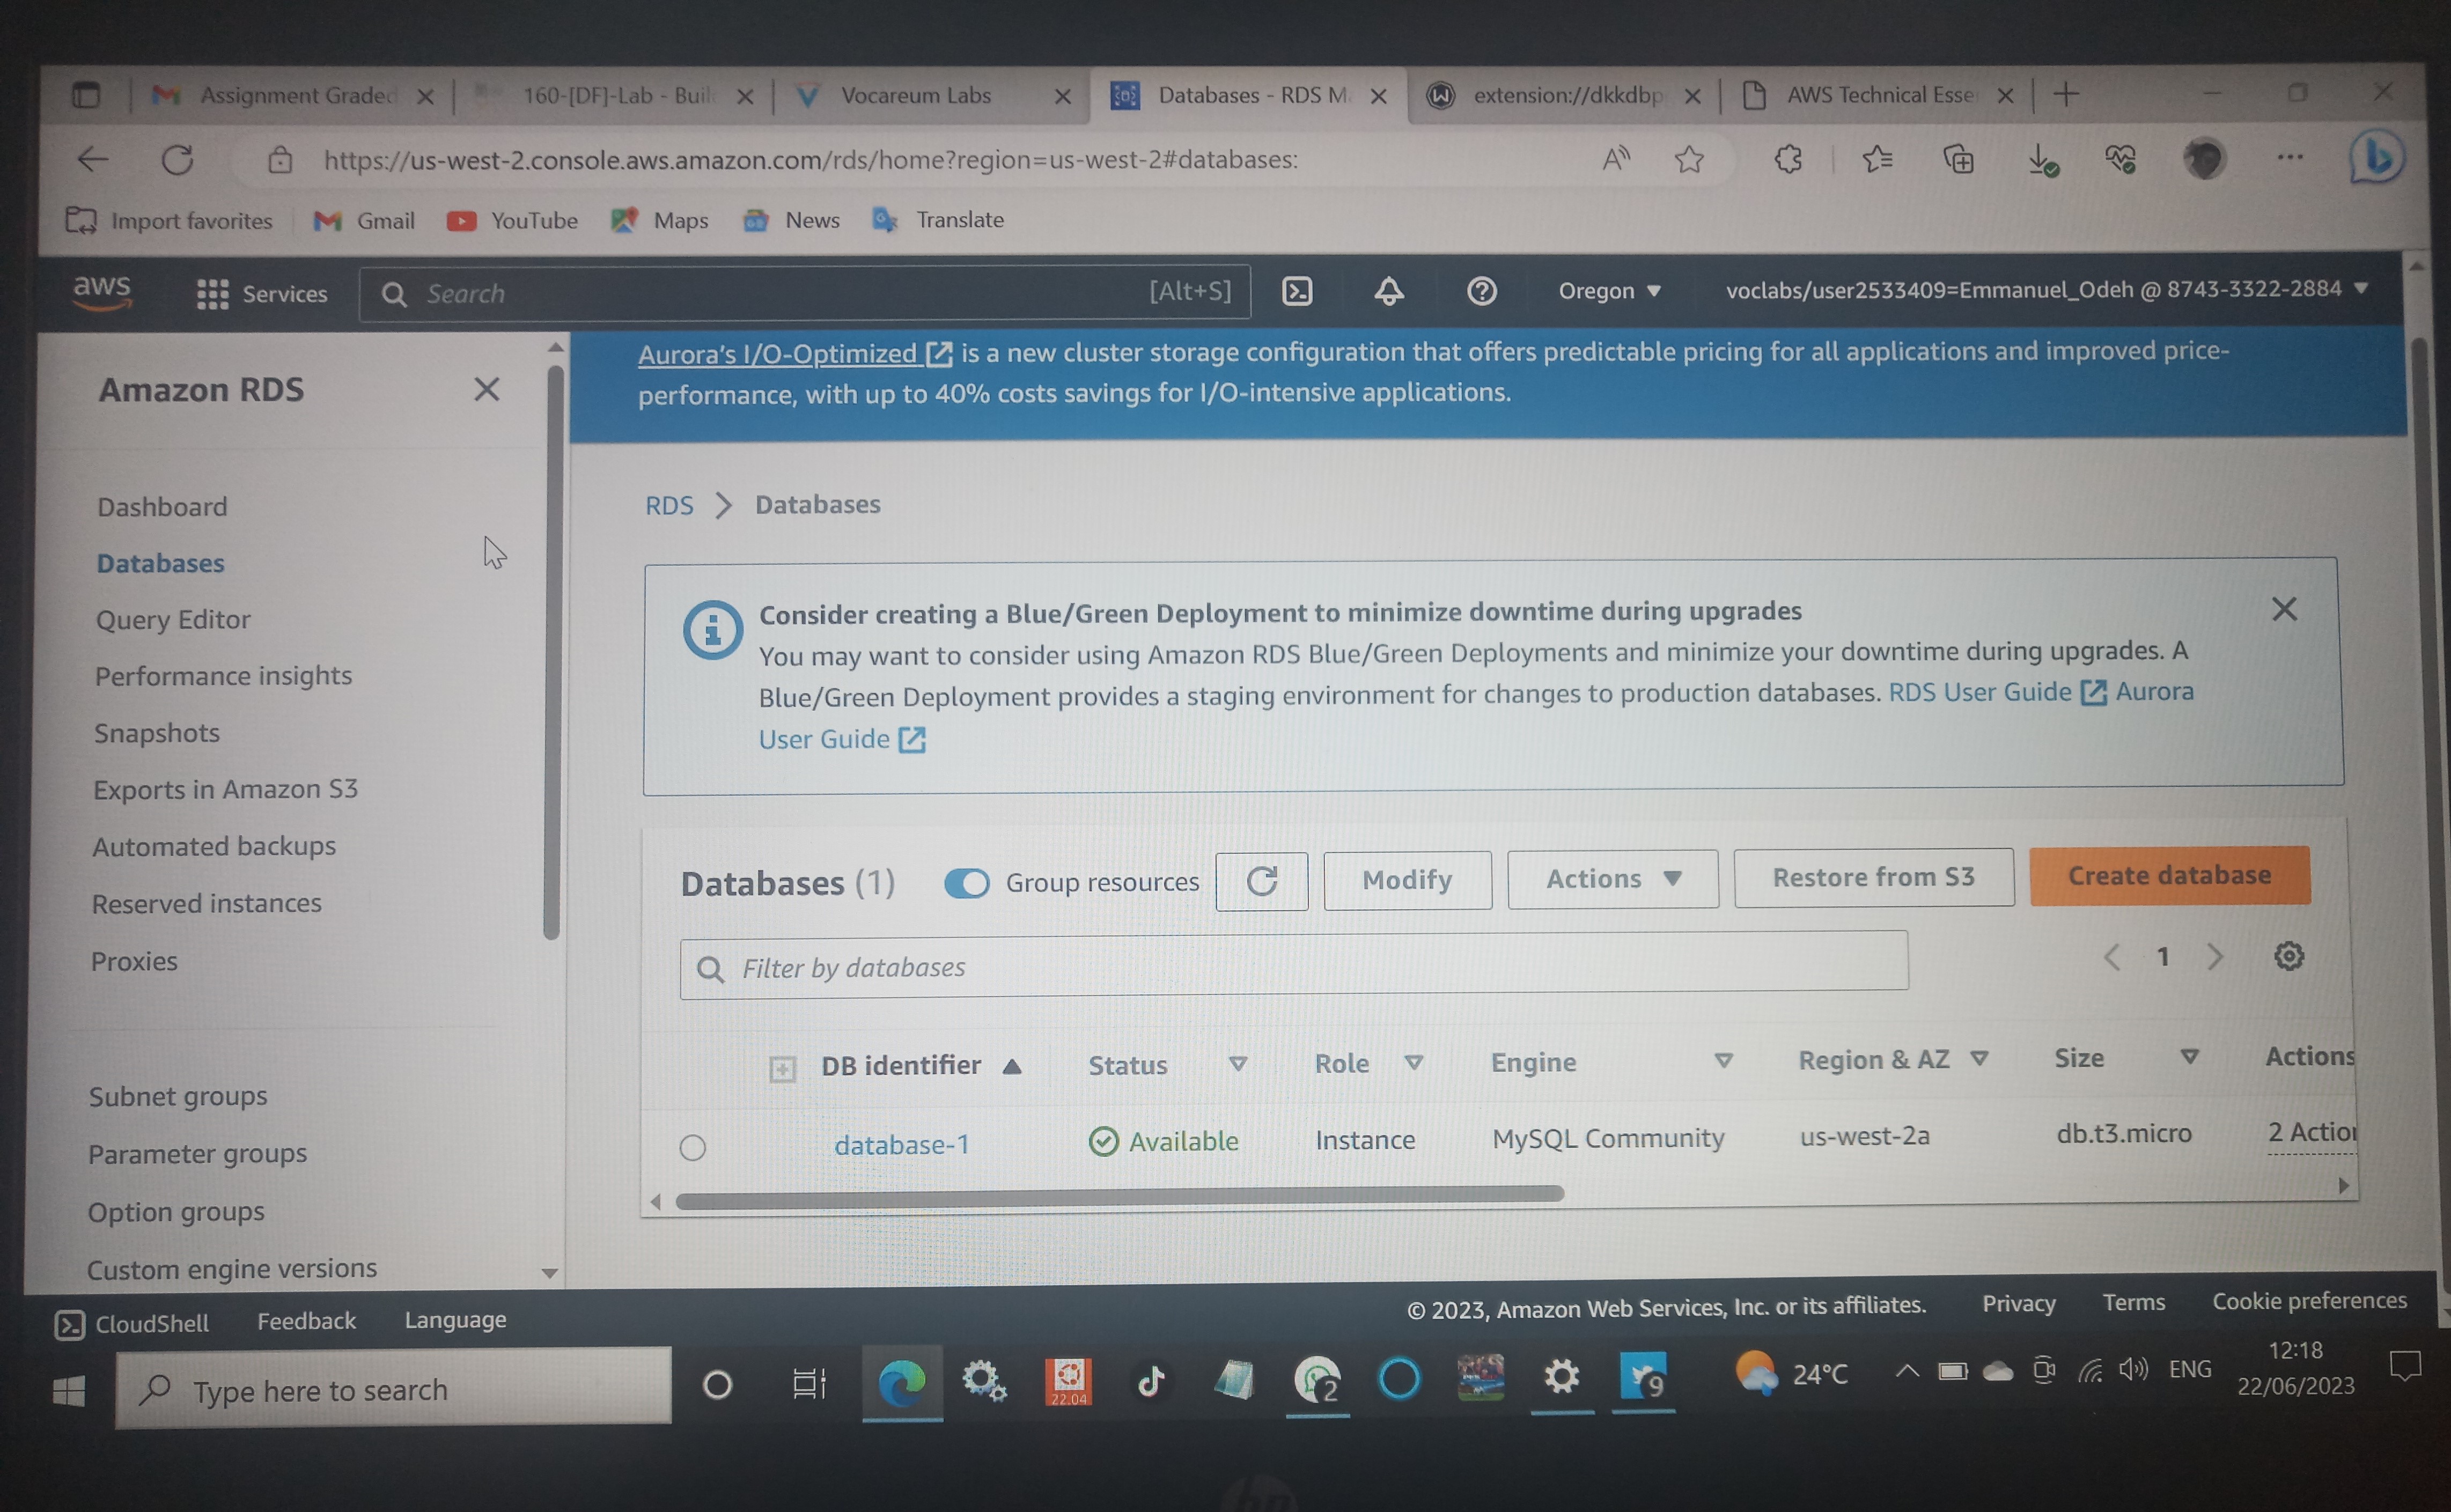 Assignment Graded
160-[DF]-Lab - Buil
Vocareum Labs
Databases - RDS M
extension://dkkdbp
AWS Technical Esse
https://us-west-2.console.aws.amazon.com/rds/home?region=us-west-2#databases:
Import favorites
Gmail
YouTube
Maps
News
Translate
aws
Services
Search
[Alt+S]
Oregon
voclabs/user2533409=Emmanuel_Odeh @ 8743-3322-2884
Aurora's I/O-Optimized is a new cluster storage configuration that offers predictable pricing for all applications and improved price-
performance, with up to 40% costs savings for I/O-intensive applications.
Amazon RDS
Dashboard
Databases
Query Editor
Performance insights
Snapshots
Exports in Amazon S3
Automated backups
Reserved instances
Proxies
Subnet groups
Parameter groups
Option groups
Custom engine versions
RDS > Databases
Consider creating a Blue/Green Deployment to minimize downtime during upgrades
You may want to consider using Amazon RDS Blue/Green Deployments and minimize your downtime during upgrades. A
Blue/Green Deployment provides a staging environment for changes to production databases. RDS User Guide Aurora
User Guide
Databases (1)
Group resources
Modify
Actions
Restore from S3
Create database
Filter by databases
1
DB identifier
Status
Role
Engine
Region & AZ
Size
Actions
database-1
Available
Instance
MySQL Community
us-west-2a
db.t3.micro
2 Action
CloudShell
Feedback
Language
© 2023, Amazon Web Services, Inc. or its affiliates.
Privacy
Terms
Cookie preferences
Type here to search
22.04
2
9
24°C
ENG
12:18
22/06/2023
hp